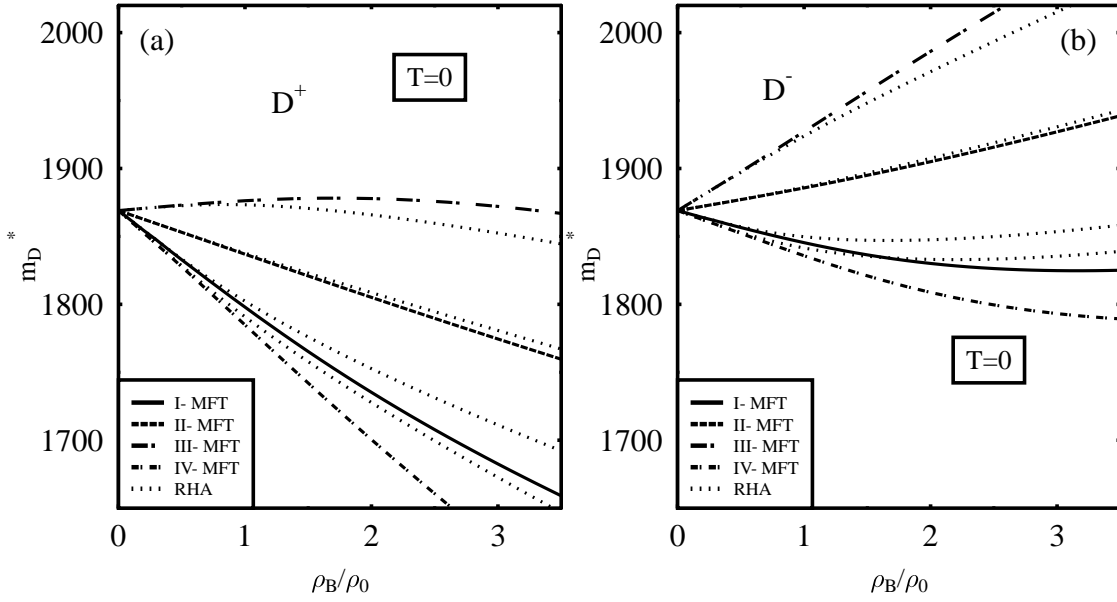 (a)
T=0
D+
2000
1900
1800
1700
mD*
I- MFT
II- MFT
III- MFT
IV- MFT
RHA
0 1 2 3
ρB/ρ0
(b)
D-
T=0
2000
1900
1800
1700
mD*
I- MFT
II- MFT
III- MFT
IV- MFT
RHA
0 1 2 3
ρB/ρ0